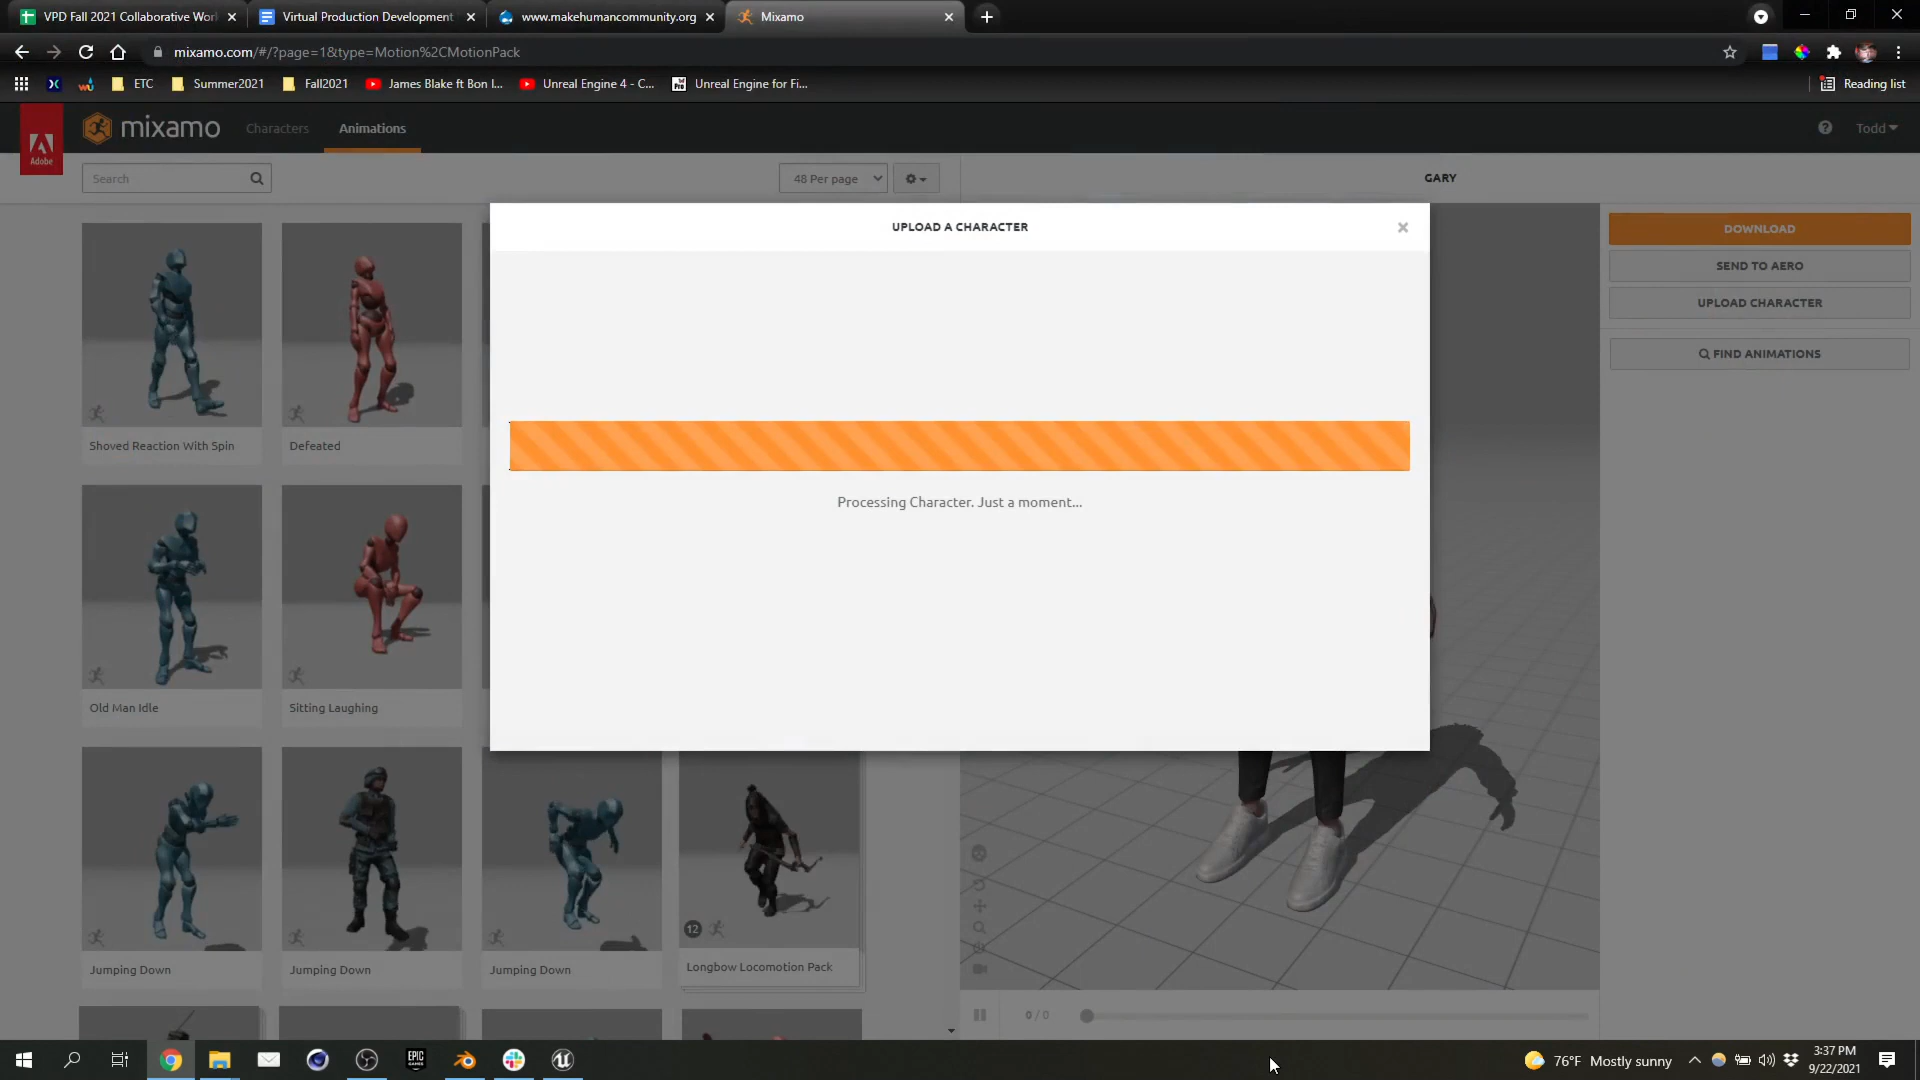 VPD Fall 2021 Collaborative Wor
Virtual Production Development
www.makehumancommunity.org
Mixamo
mixamo.com/#/?page=1&type=Motion%2CMotionPack
ETC
Summer2021
Fall2021
James Blake ft Bon I...
Unreal Engine 4 - C...
Unreal Engine for Fi...
Reading list
Adobe
mixamo
Characters
Animations
Todd
Search
48 Per page
GARY
UPLOAD A CHARACTER
DOWNLOAD
SEND TO AERO
UPLOAD CHARACTER
FIND ANIMATIONS
Shoved Reaction With Spin
Defeated
Processing Character. Just a moment...
Old Man Idle
Sitting Laughing
12
Jumping Down
Jumping Down
Jumping Down
Longbow Locomotion Pack
0 / 0
EPIC
GAMES
76°F Mostly sunny
3:37 PM
9/22/2021